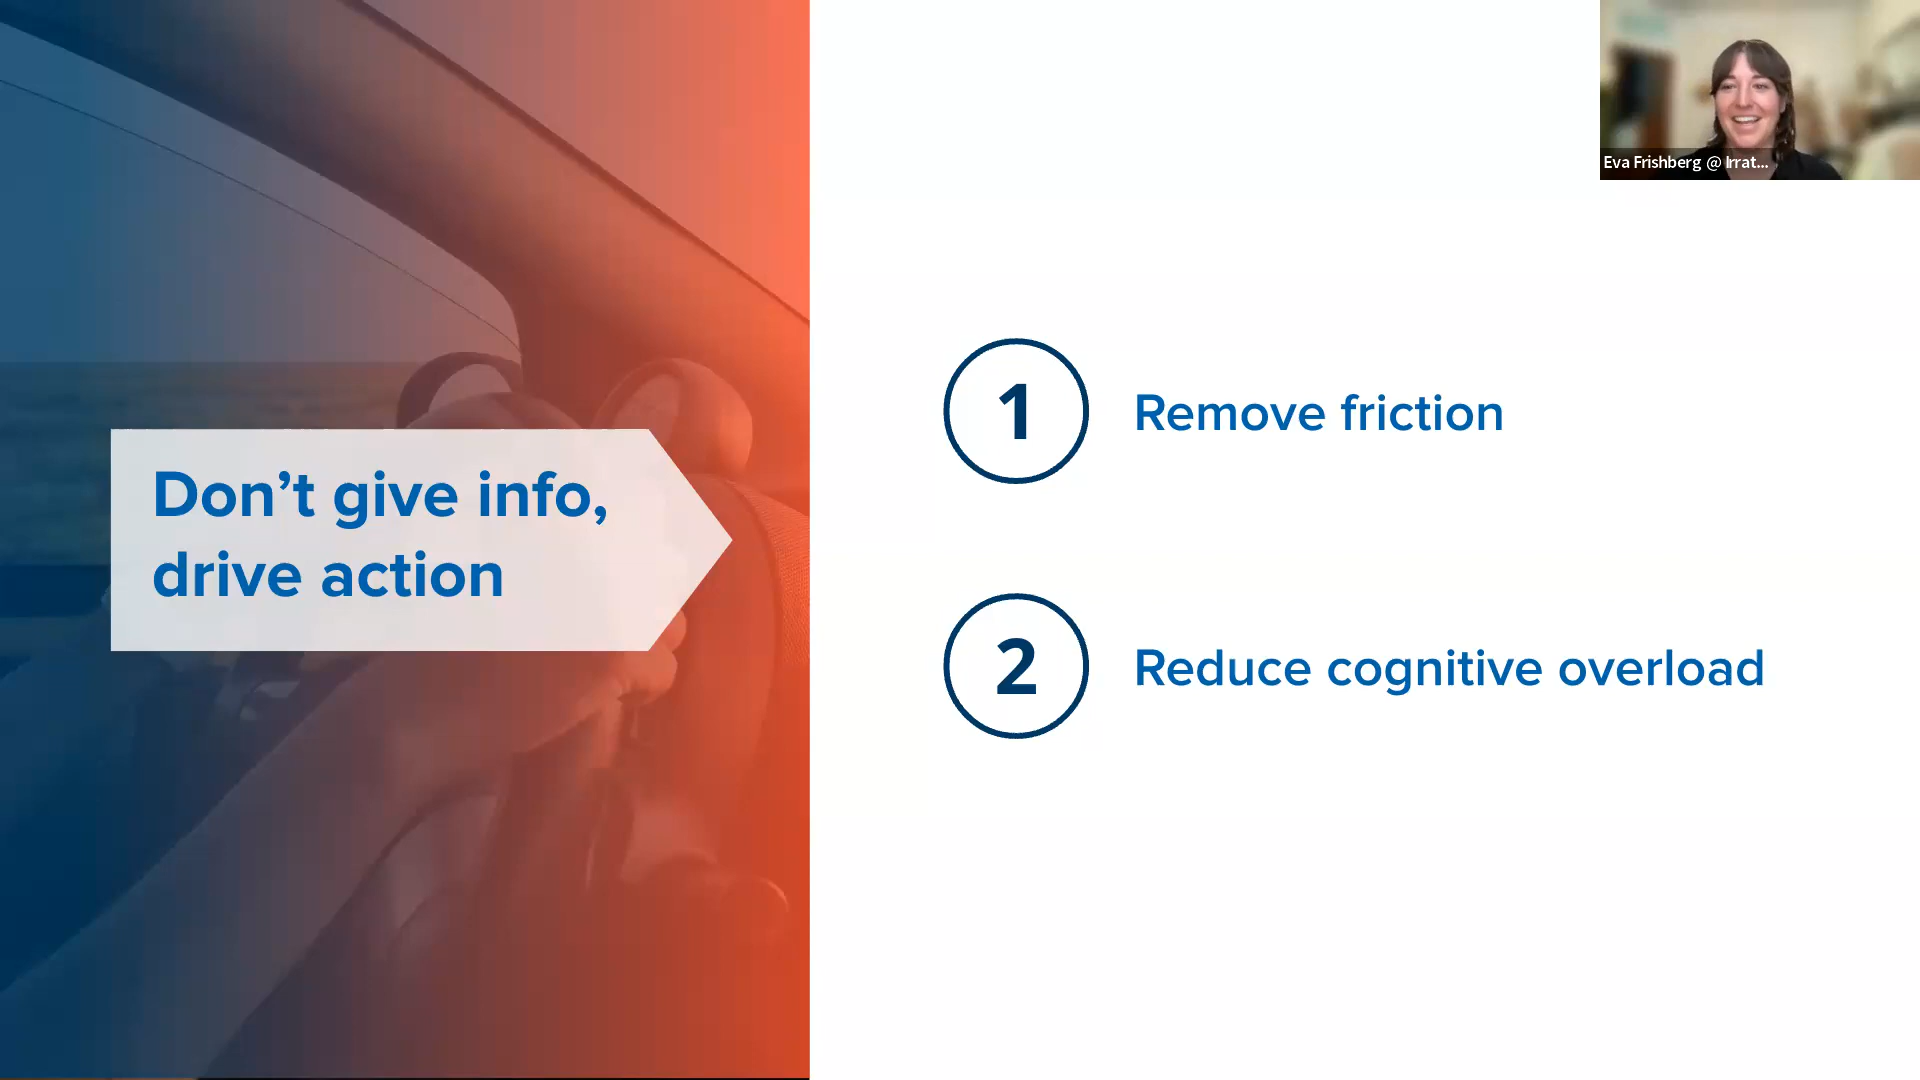 Don’t give info,
drive action
1
Remove friction
2
Reduce cognitive overload
Eva Frishberg @ Irrat...